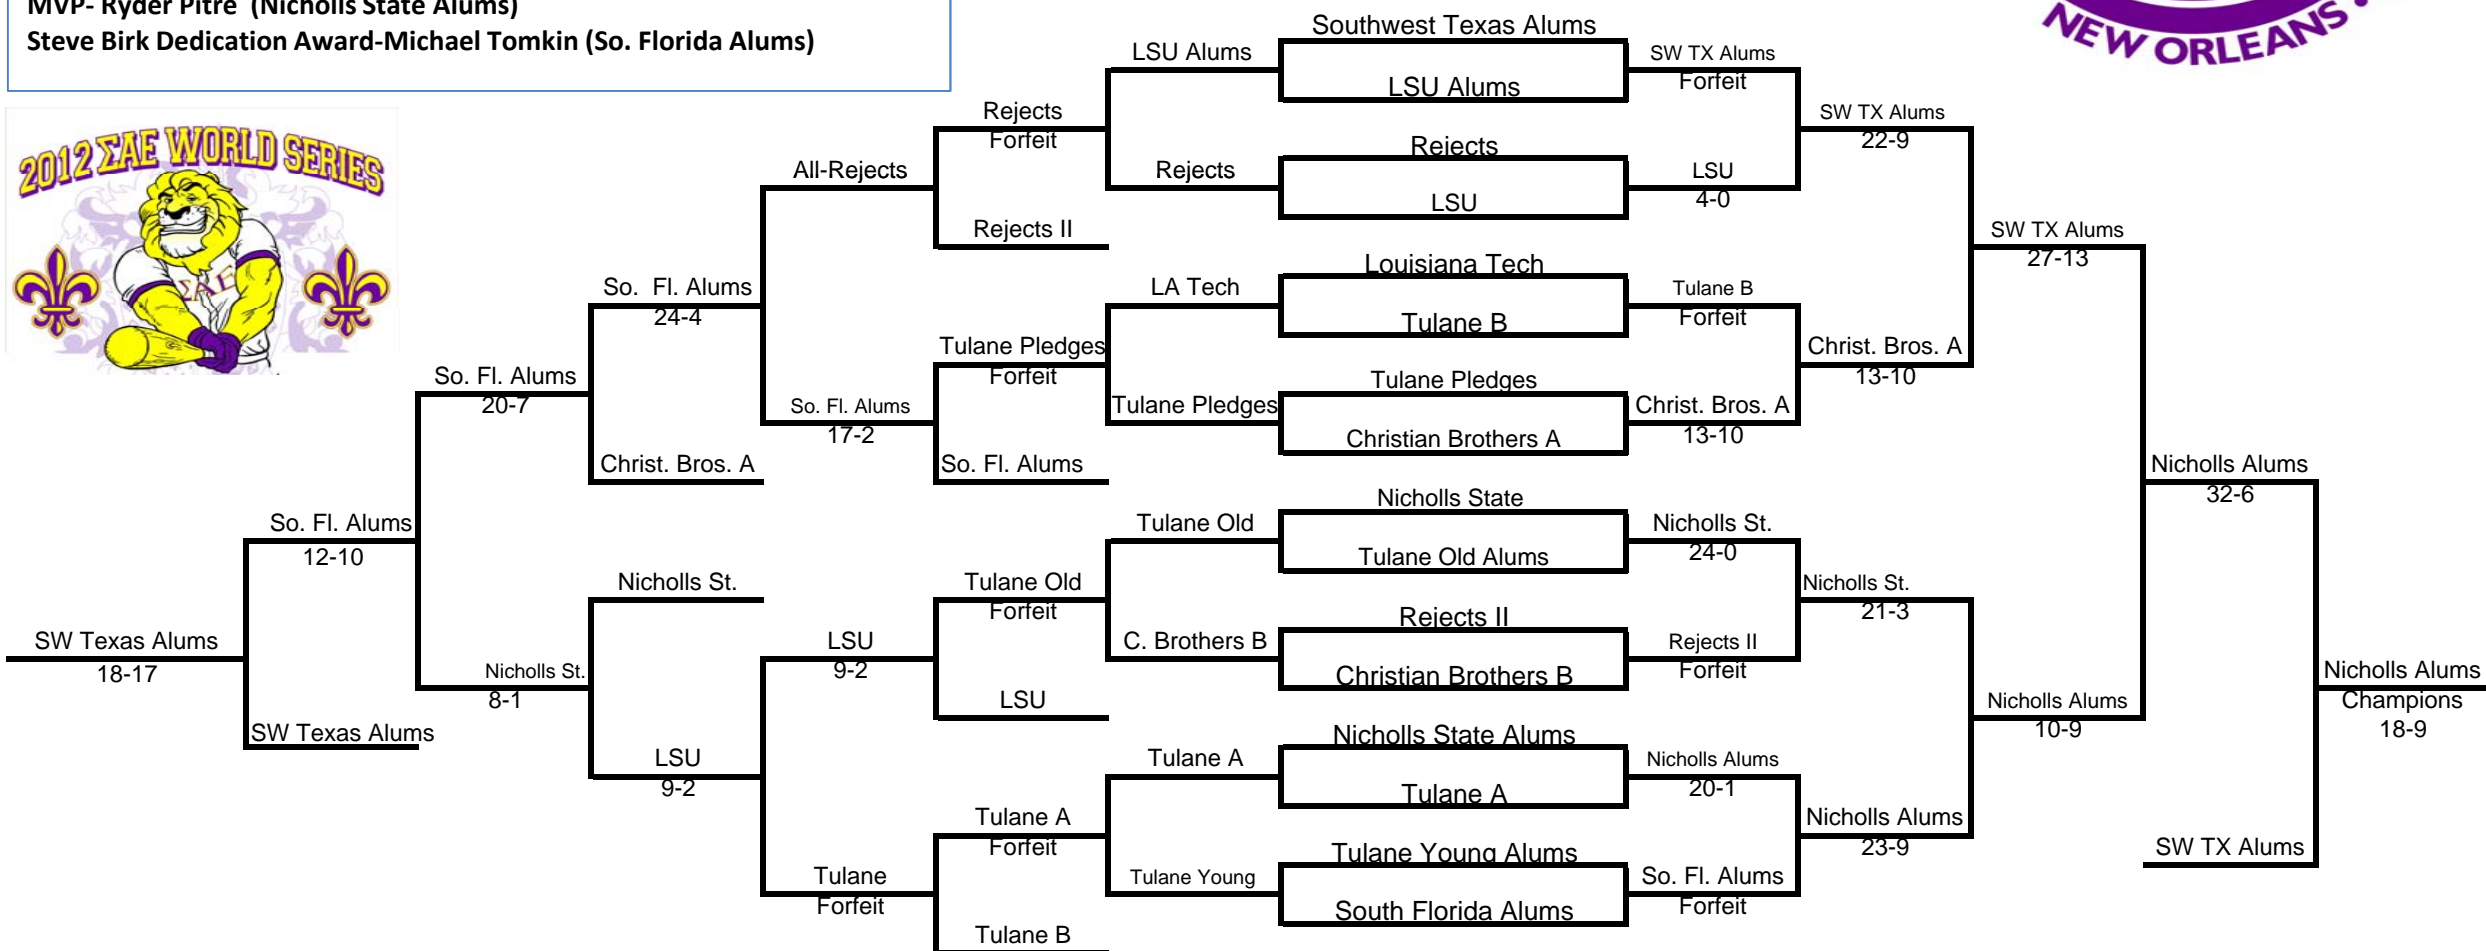 MVP- Ryder Pitre (Nicholls State Alums)
Steve Birk Dedication Award-Michael Tomkin (So. Florida Alums)
NEW ORLEANS
2012 ΣAE WORLD SERIES
ΣAE
SW Texas Alums
18-17
So. Fl. Alums
12-10
SW Texas Alums
So. Fl. Alums
20-7
Nicholls St.
8-1
So. Fl. Alums
24-4
Christ. Bros. A
Nicholls St.
LSU
9-2
All-Rejects
So. Fl. Alums
17-2
LSU
9-2
Tulane
Forfeit
Rejects
Forfeit
Rejects II
Tulane Pledges
Forfeit
So. Fl. Alums
Tulane Old
Forfeit
LSU
Tulane A
Forfeit
Tulane B
LSU Alums
Rejects
LA Tech
Tulane Pledges
Tulane Old
C. Brothers B
Tulane A
Tulane Young
Southwest Texas Alums
LSU Alums
Rejects
LSU
Louisiana Tech
Tulane B
Tulane Pledges
Christian Brothers A
Nicholls State
Tulane Old Alums
Rejects II
Christian Brothers B
Nicholls State Alums
Tulane A
Tulane Young Alums
South Florida Alums
SW TX Alums
Forfeit
LSU
4-0
Tulane B
Forfeit
Christ. Bros. A
13-10
Nicholls St.
24-0
Rejects II
Forfeit
Nicholls Alums
20-1
So. Fl. Alums
Forfeit
SW TX Alums
22-9
Christ. Bros. A
13-10
Nicholls St.
21-3
Nicholls Alums
23-9
SW TX Alums
27-13
Nicholls Alums
10-9
Nicholls Alums
32-6
SW TX Alums
Nicholls Alums
Champions
18-9